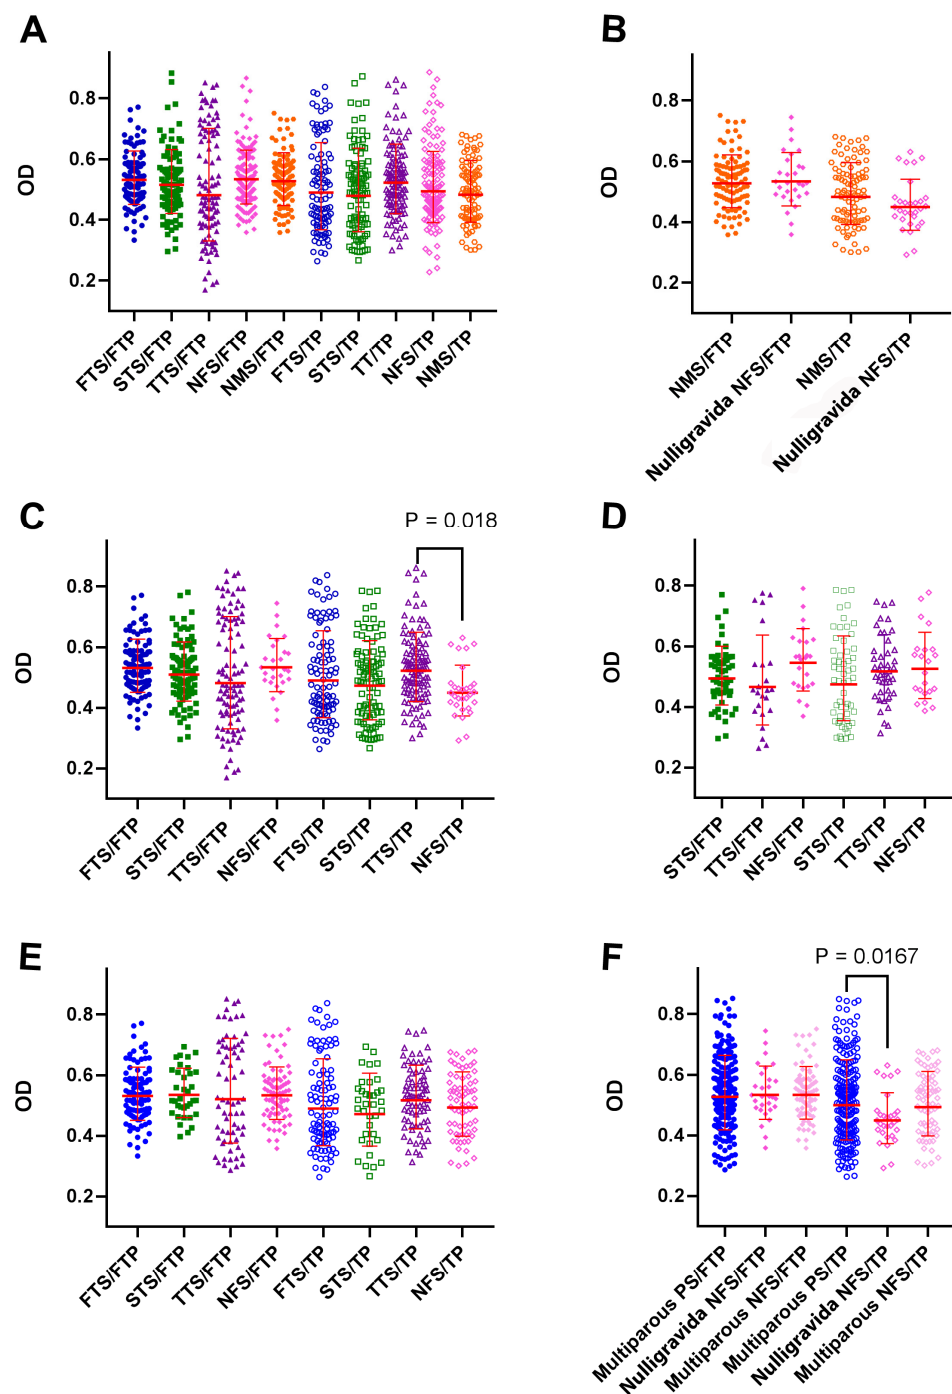 A
OD
0.8
0.6
0.4
0.2
FTS/FTP
STS/FTP
TTS/FTP
NFS/FTP
NMS/FTP
FTS/TP
STS/TP
TT/TP
NFS/TP
NMS/TP
B
OD
0.8
0.6
0.4
0.2
NMS/FTP
Nulligravida NFS/FTP
NMS/TP
Nulligravida NFS/TP
C
P = 0.018
OD
0.8
0.6
0.4
0.2
FTS/FTP
STS/FTP
TTS/FTP
NFS/FTP
FTS/TP
STS/TP
TTS/TP
NFS/TP
D
OD
0.8
0.6
0.4
0.2
STS/FTP
TTS/FTP
NFS/FTP
STS/TP
TTS/TP
NFS/TP
E
OD
0.8
0.6
0.4
0.2
FTS/FTP
STS/FTP
TTS/FTP
NFS/FTP
FTS/TP
STS/TP
TTS/TP
NFS/TP
F
P = 0.0167
OD
0.8
0.6
0.4
0.2
Multiparous PS/FTP
Nulligravida NFS/FTP
Multiparous NFS/FTP
Multiparous PS/TP
Nulligravida NFS/TP
Multiparous NFS/TP